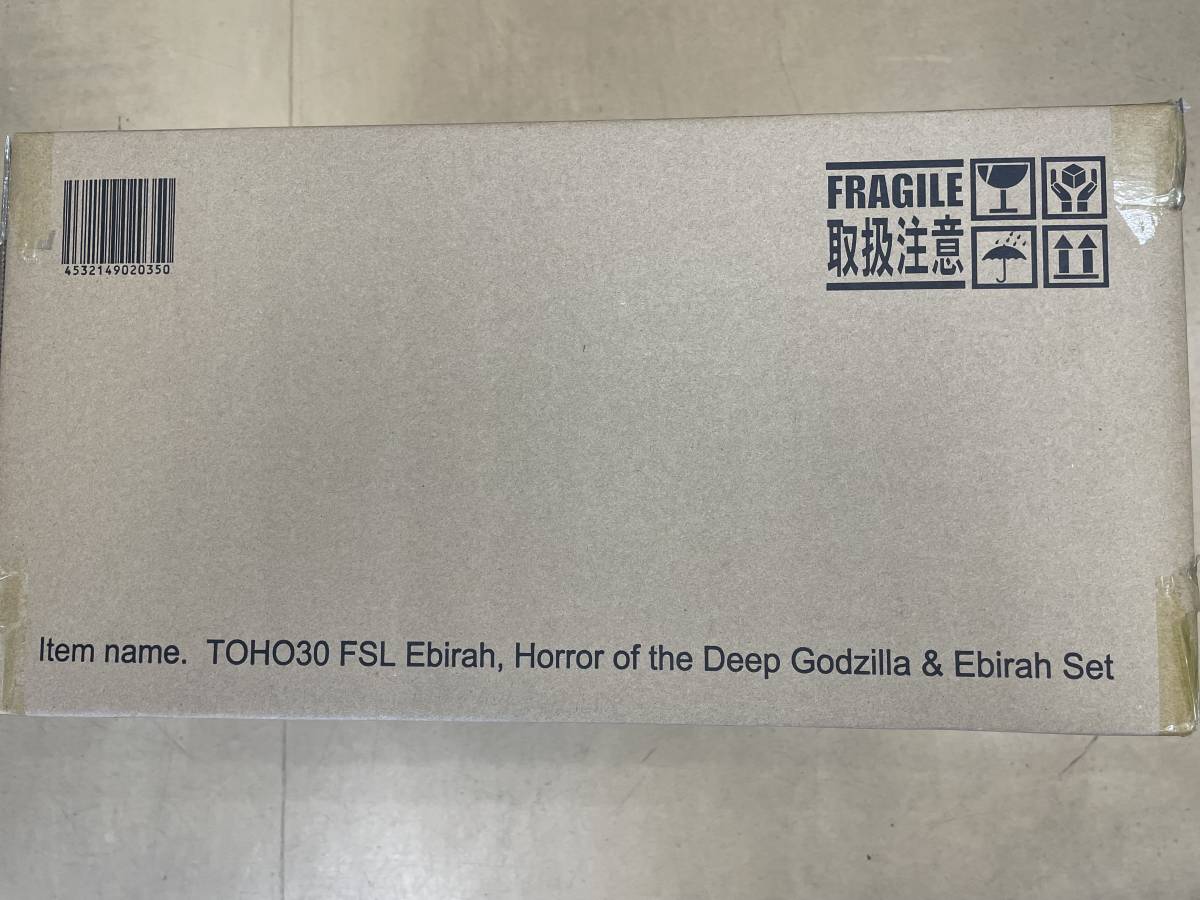 4532149020350
FRAGILE
取扱注意
Item name. TOHO30 FSL Ebirah, Horror of the Deep Godzilla & Ebirah Set